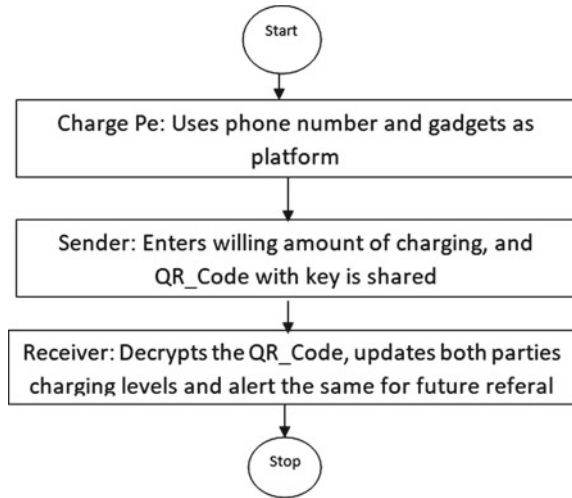 Start
Charge Pe: Uses phone number and gadgets as
platform
Sender: Enters willing amount of charging, and
QR_Code with key is shared
Receiver: Decrypts the QR_Code, updates both parties
charging levels and alert the same for future referal
Stop